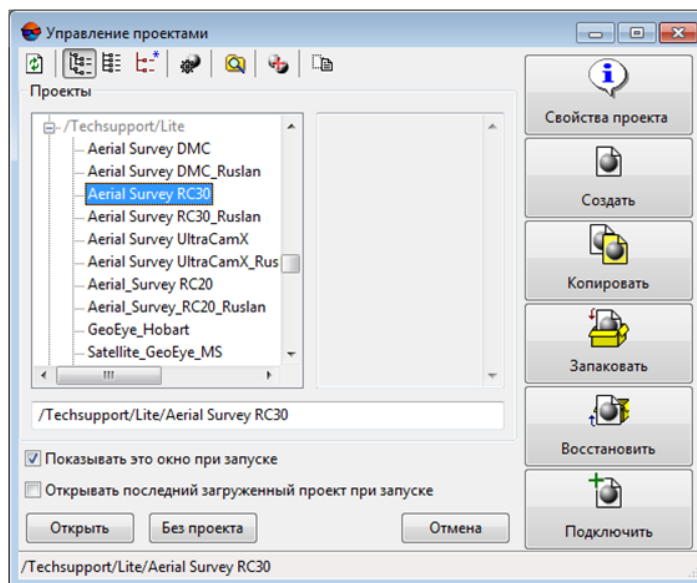 Управление проектами
Проекты
/Techsupport/Lite
Aerial Survey DMC
Aerial Survey DMC_Ruslan
Aerial Survey RC30
Aerial Survey RC30_Ruslan
Aerial Survey UltraCamX
Aerial Survey UltraCamX_Rus
Aerial_Survey RC20
Aerial_Survey_RC20_Ruslan
GeoEye_Hobart
Satellite_GeoEye_MS
/Techsupport/Lite/Aerial Survey RC30
Показывать это окно при запуске
Открывать последний загруженный проект при запуске
Открыть
Без проекта
Отмена
Свойства проекта
Создать
Копировать
Запаковать
Восстановить
Подключить
/Techsupport/Lite/Aerial Survey RC30